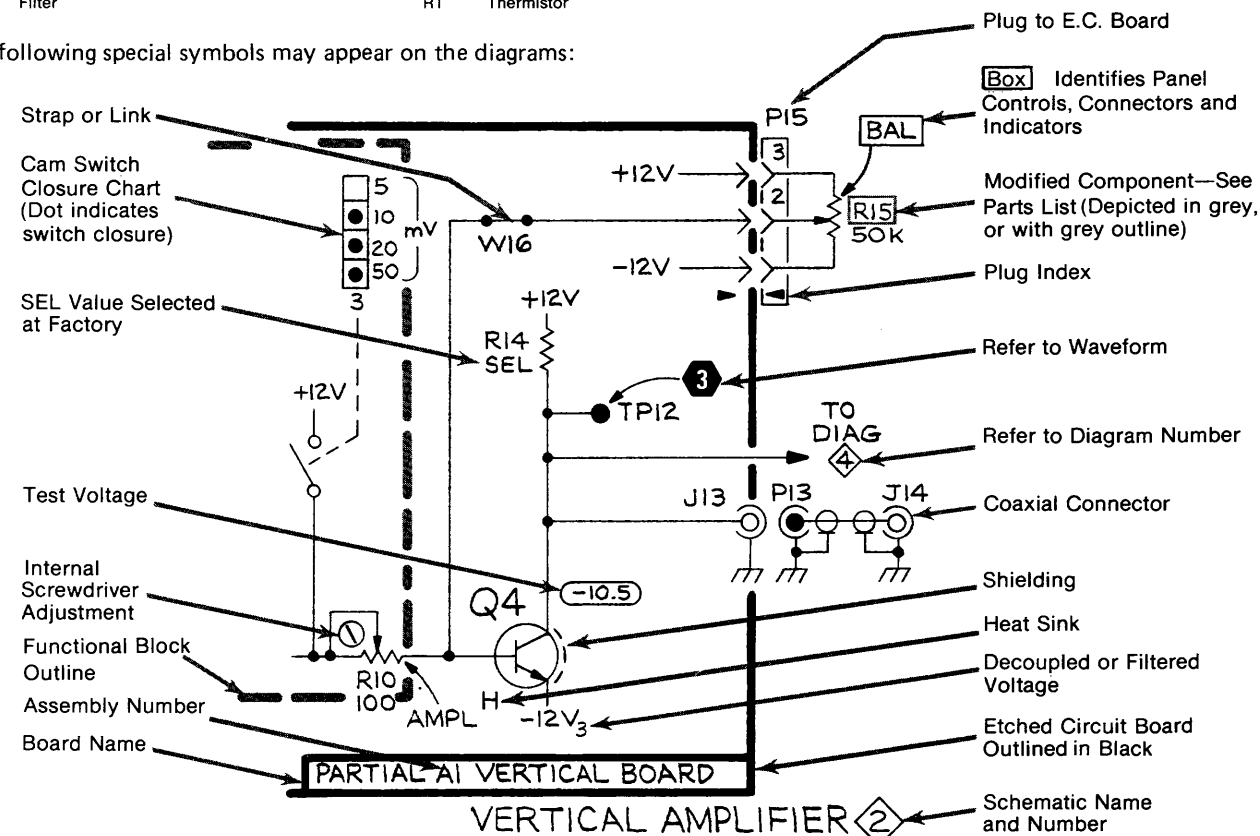 Filter
RT Thermistor
following special symbols may appear on the diagrams:
Plug to E.C. Board
Box Identifies Panel
Controls, Connectors and
Indicators
Strap or Link
Cam Switch
Closure Chart
(Dot indicates
switch closure)
5
10
20
50
mV
3
W16
P15
3
2
+12V
-12V
BAL
R15
50K
Modified Component—See
Parts List (Depicted in grey,
or with grey outline)
Plug Index
SEL Value Selected
at Factory
+12V
R14
SEL
3
TP12
Refer to Waveform
+12V
TO
DIAG
4
Refer to Diagram Number
Test Voltage
J13 P13 J14
Coaxial Connector
-10.5
Q4
Internal
Screwdriver
Adjustment
Shielding
Heat Sink
Functional Block
Outline
R10
100
AMPL
H
-12V3
Decoupled or Filtered
Voltage
Assembly Number
Board Name
PARTIAL A1 VERTICAL BOARD
Etched Circuit Board
Outlined in Black
VERTICAL AMPLIFIER 2
Schematic Name
and Number